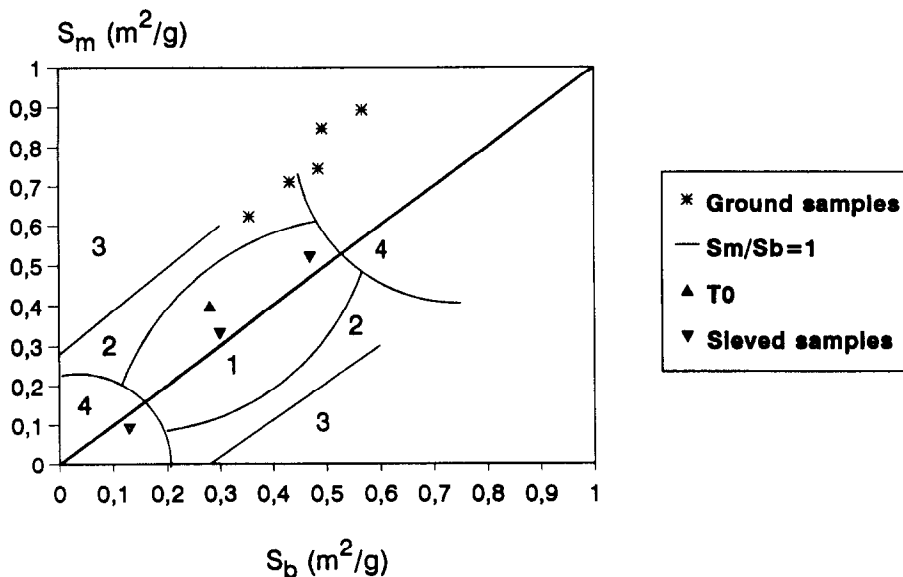 Sm (m²/g)
1
0,9
0,8
0,7
0,6
0,5
0,4
0,3
0,2
0,1
0
3
2
4
1
2
3
4
0 0,1 0,2 0,3 0,4 0,5 0,6 0,7 0,8 0,9 1
Sb (m²/g)
Ground samples
Sm/Sb=1
T0
Sieved samples